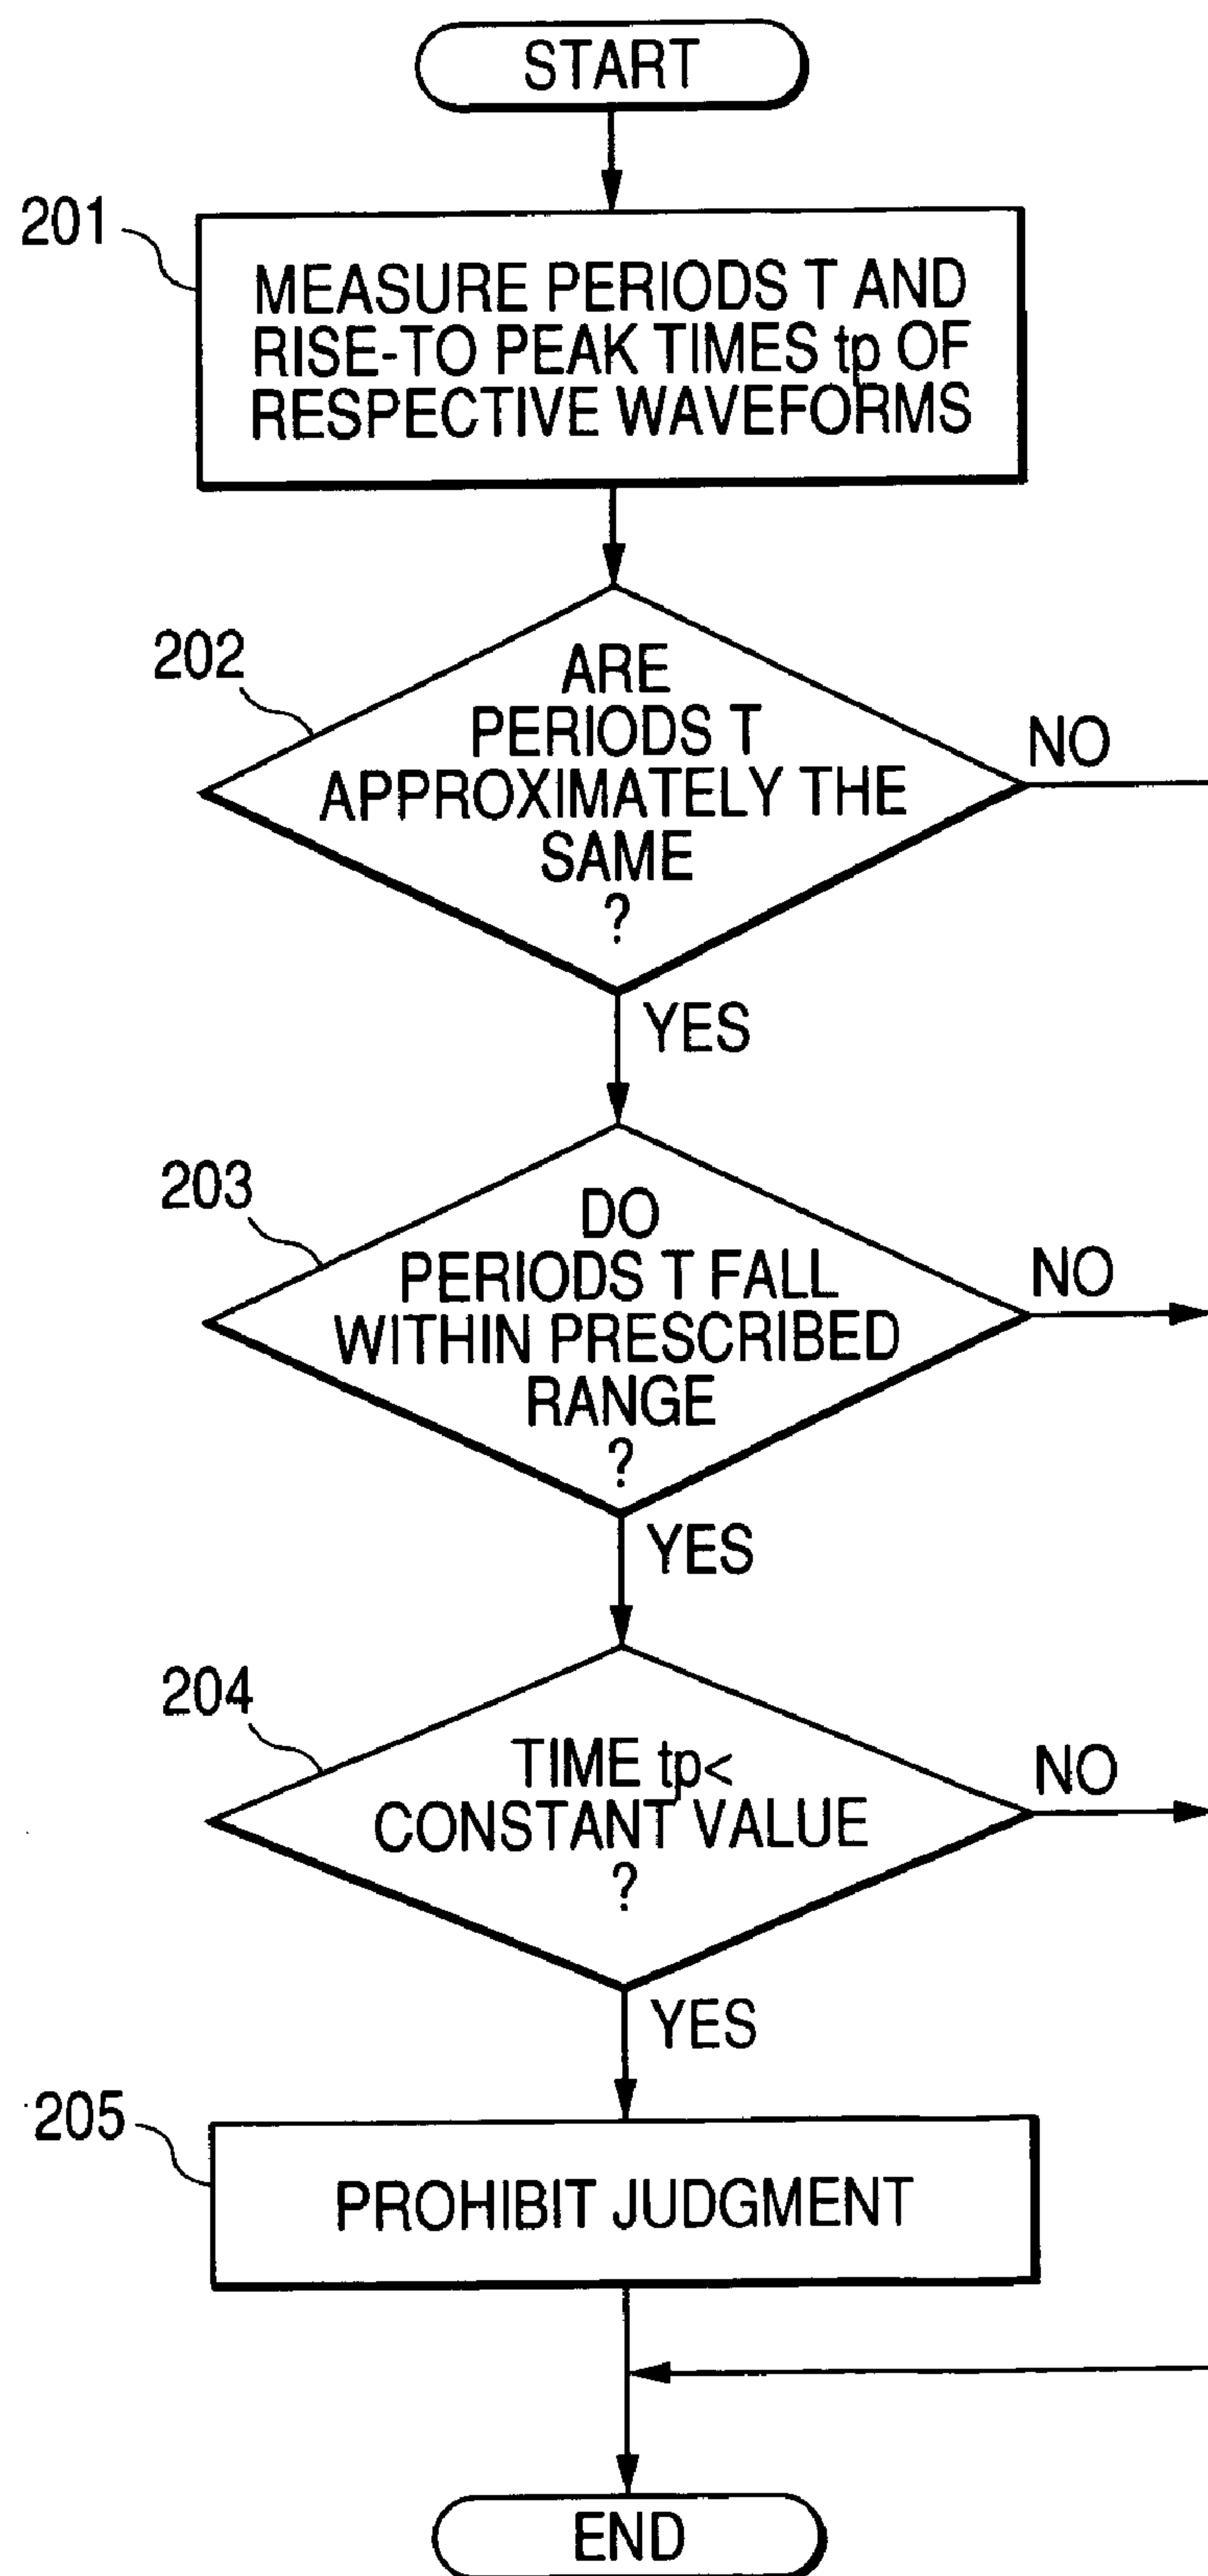 START
201
MEASURE PERIODS T AND
RISE-TO PEAK TIMES tp OF
RESPECTIVE WAVEFORMS
202
ARE
PERIODS T
APPROXIMATELY THE
SAME
?
NO
YES
203
DO
PERIODS T FALL
WITHIN PRESCRIBED
RANGE
?
NO
YES
204
TIME tp<
CONSTANT VALUE
?
NO
YES
205
PROHIBIT JUDGMENT
END